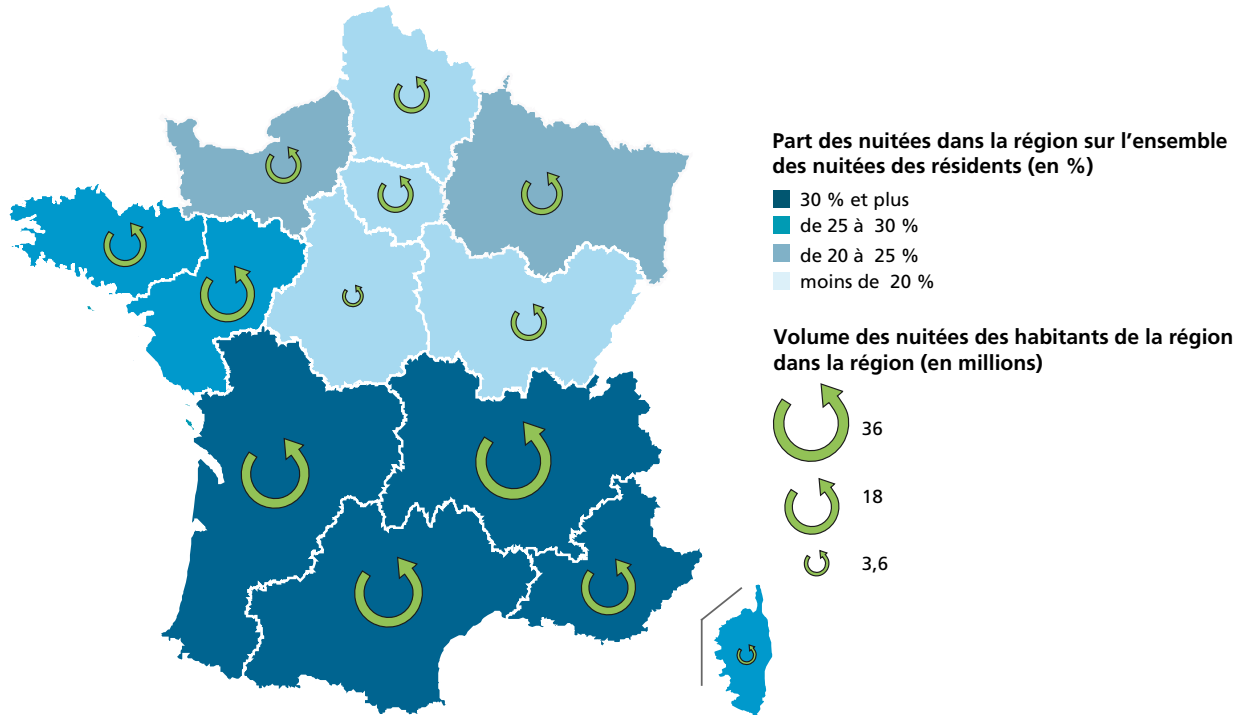 Part des nuitées dans la région sur l’ensemble
des nuitées des résidents (en %)
30 % et plus
de 25 à 30 %
de 20 à 25 %
moins de 20 %
Volume des nuitées des habitants de la région
dans la région (en millions)
36
18
3,6